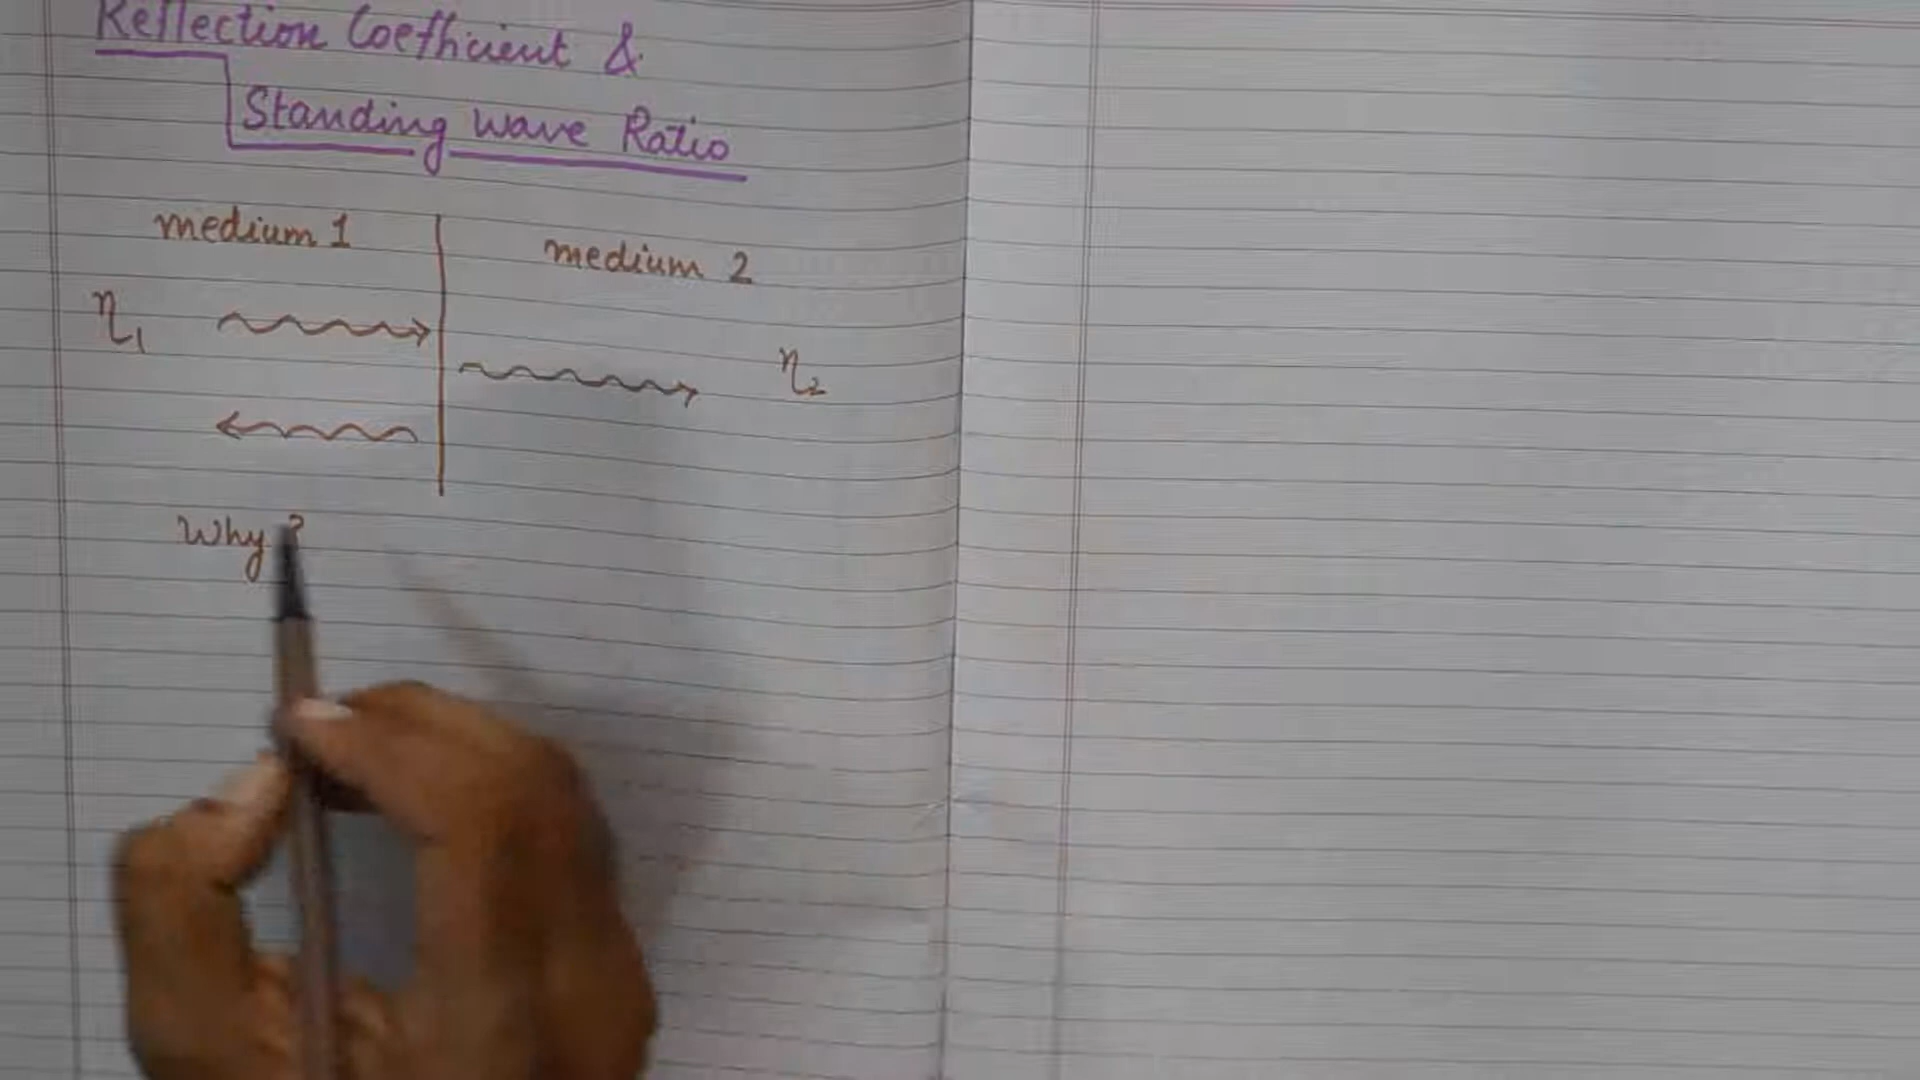 Reflection Coefficient &
Standing Wave Ratio
medium 1
medium 2
η1
η2
Why ?